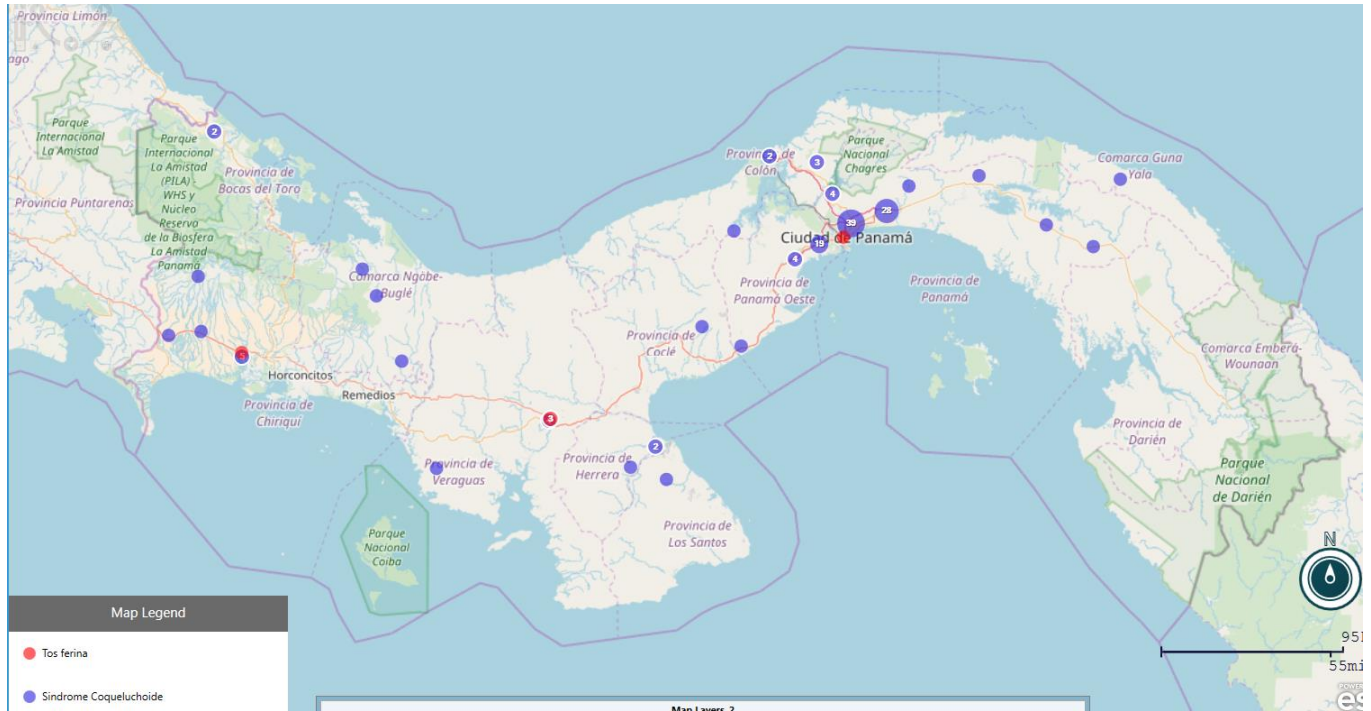 Provincia Limón
ago
Parque
Internacional
La Amistad
Parque
Internacional
La Amistad
(PILA) -
WHS y
Núcleo
Reserva
de la Biosfera
La Amistad
Panamá
2
Provincia de
Bocas del Toro
Provincia Puntarenas
Comarca Ngäbe-
Buglé
5
Horconcitos
Remedios
Provincia de
Chiriquí
3
Provincia de
Veraguas
Parque
Nacional
Coiba
Provincia de
Herrera
2
Provincia de
Los Santos
Provincia de
Coclé
Provincia de
Colón
2
3
Parque
Nacional
Chagres
4
39
28
19
Ciudad de Panamá
4
Provincia de
Panamá Oeste
Provincia de
Panamá
Comarca Guna
Yala
Comarca Emberá-
Wounaan
Provincia de
Darién
Parque
Nacional
de Darién
N
55mi
Map Legend
Tos ferina
Sindrome Coqueluchoide
Map Layers